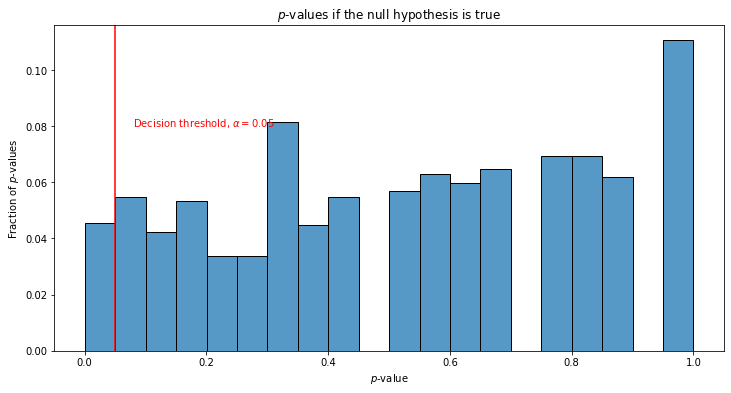 p-values if the null hypothesis is true
0.10
0.08
0.06
0.04
0.02
0.00
Fraction of p-values
Decision threshold, α = 0.05
0.0 0.2 0.4 0.6 0.8 1.0
p-value